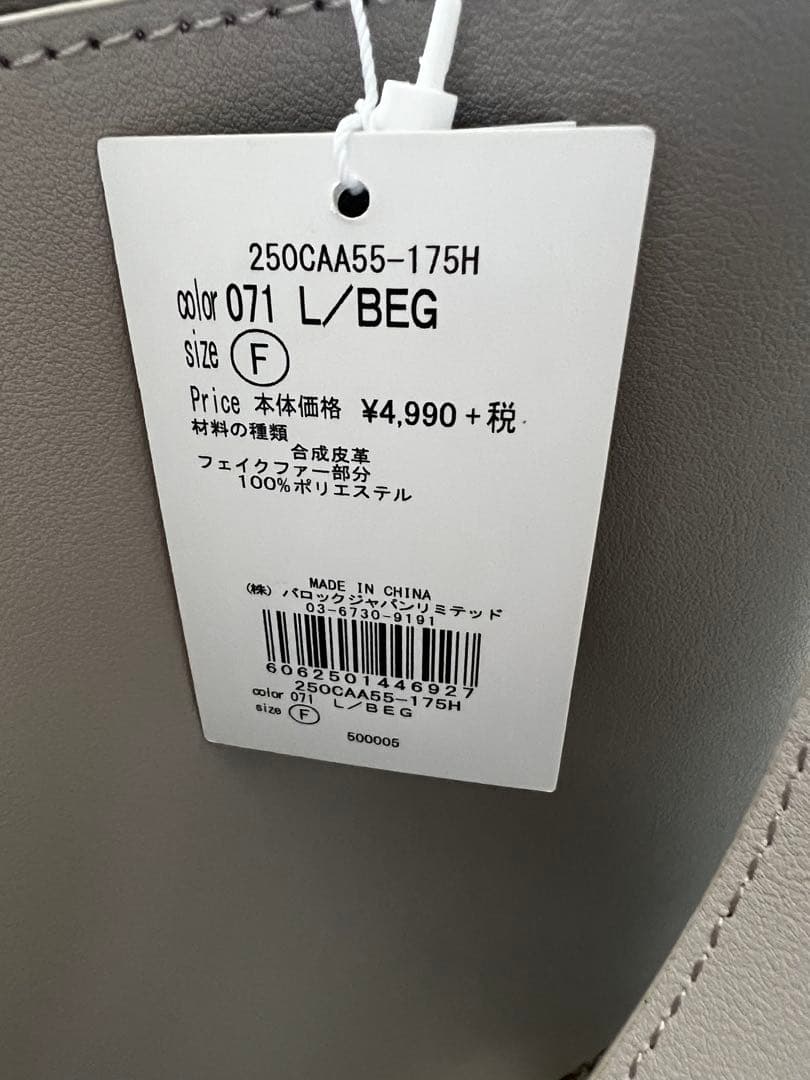 250CAA55-175H
color 071 L/BEG
size F
Price 本体価格 ¥4,990+税
材料の種類
合成皮革
フェイクファー部分
100%ポリエステル
MADE IN CHINA
(株) バロックジャパンリミテッド
03-6730-9191
6062501446927
250CAA55-175H
color 071 L/BEG
size F
500005